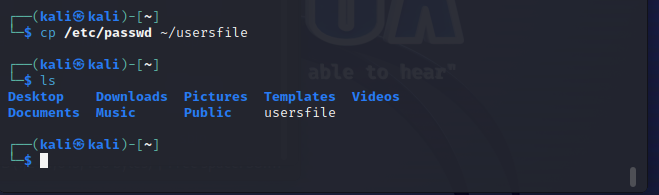 ┌──(kali㉿kali)-[~]
└─$ cp /etc/passwd ~/usersfile
able to hear"
┌──(kali㉿kali)-[~]
└─$ ls
Desktop Downloads Pictures Templates Videos
Documents Music Public usersfile
┌──(kali㉿kali)-[~]
└─$